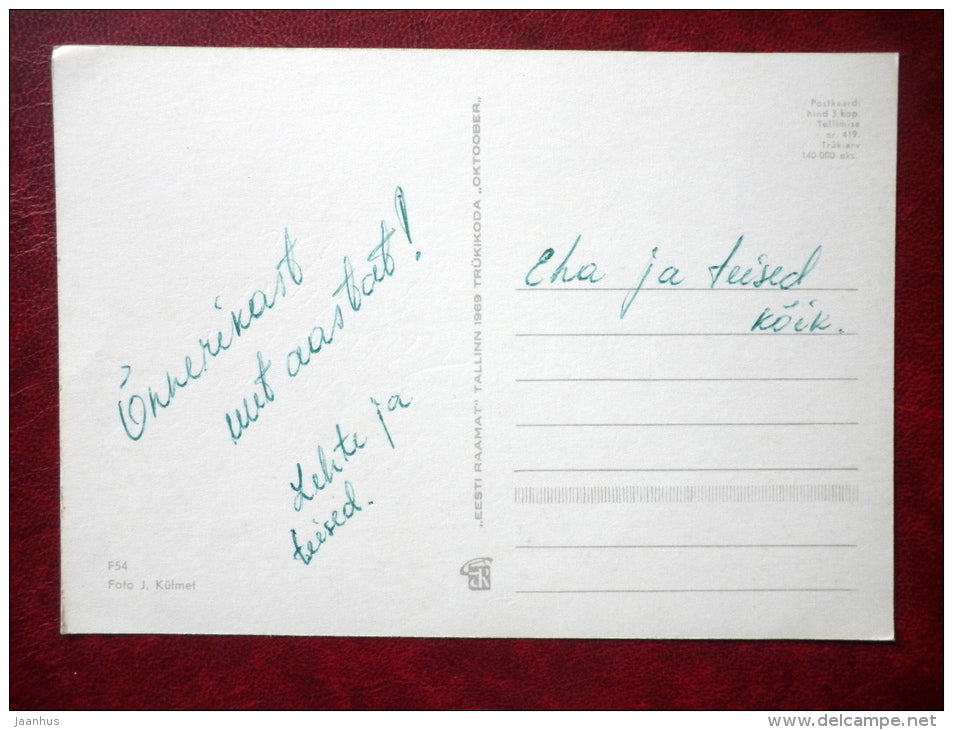 Õnnerikast
uut aastat!
Lehte ja
teised.
F54
Foto J. Külmet
„EESTI RAAMAT" TALLINN 1969 TRÜKIKODA „OKTOOBER„
Postkaardi
hind 3 kop.
Tellimise
nr. 419.
Trükiarv
140 000 eks.
Eha ja teised
kõik.
ER
jaanhus
www.delcampe.net